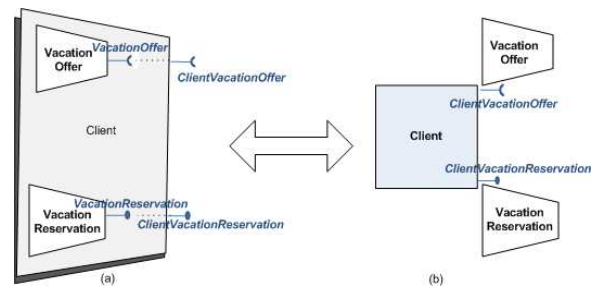 Vacation
Offer
VacationOffer
ClientVacationOffer
Client
VacationReservation
Vacation
Reservation
ClientVacationReservation
(a)
Vacation
Offer
ClientVacationOffer
Client
ClientVacationReservation
Vacation
Reservation
(b)